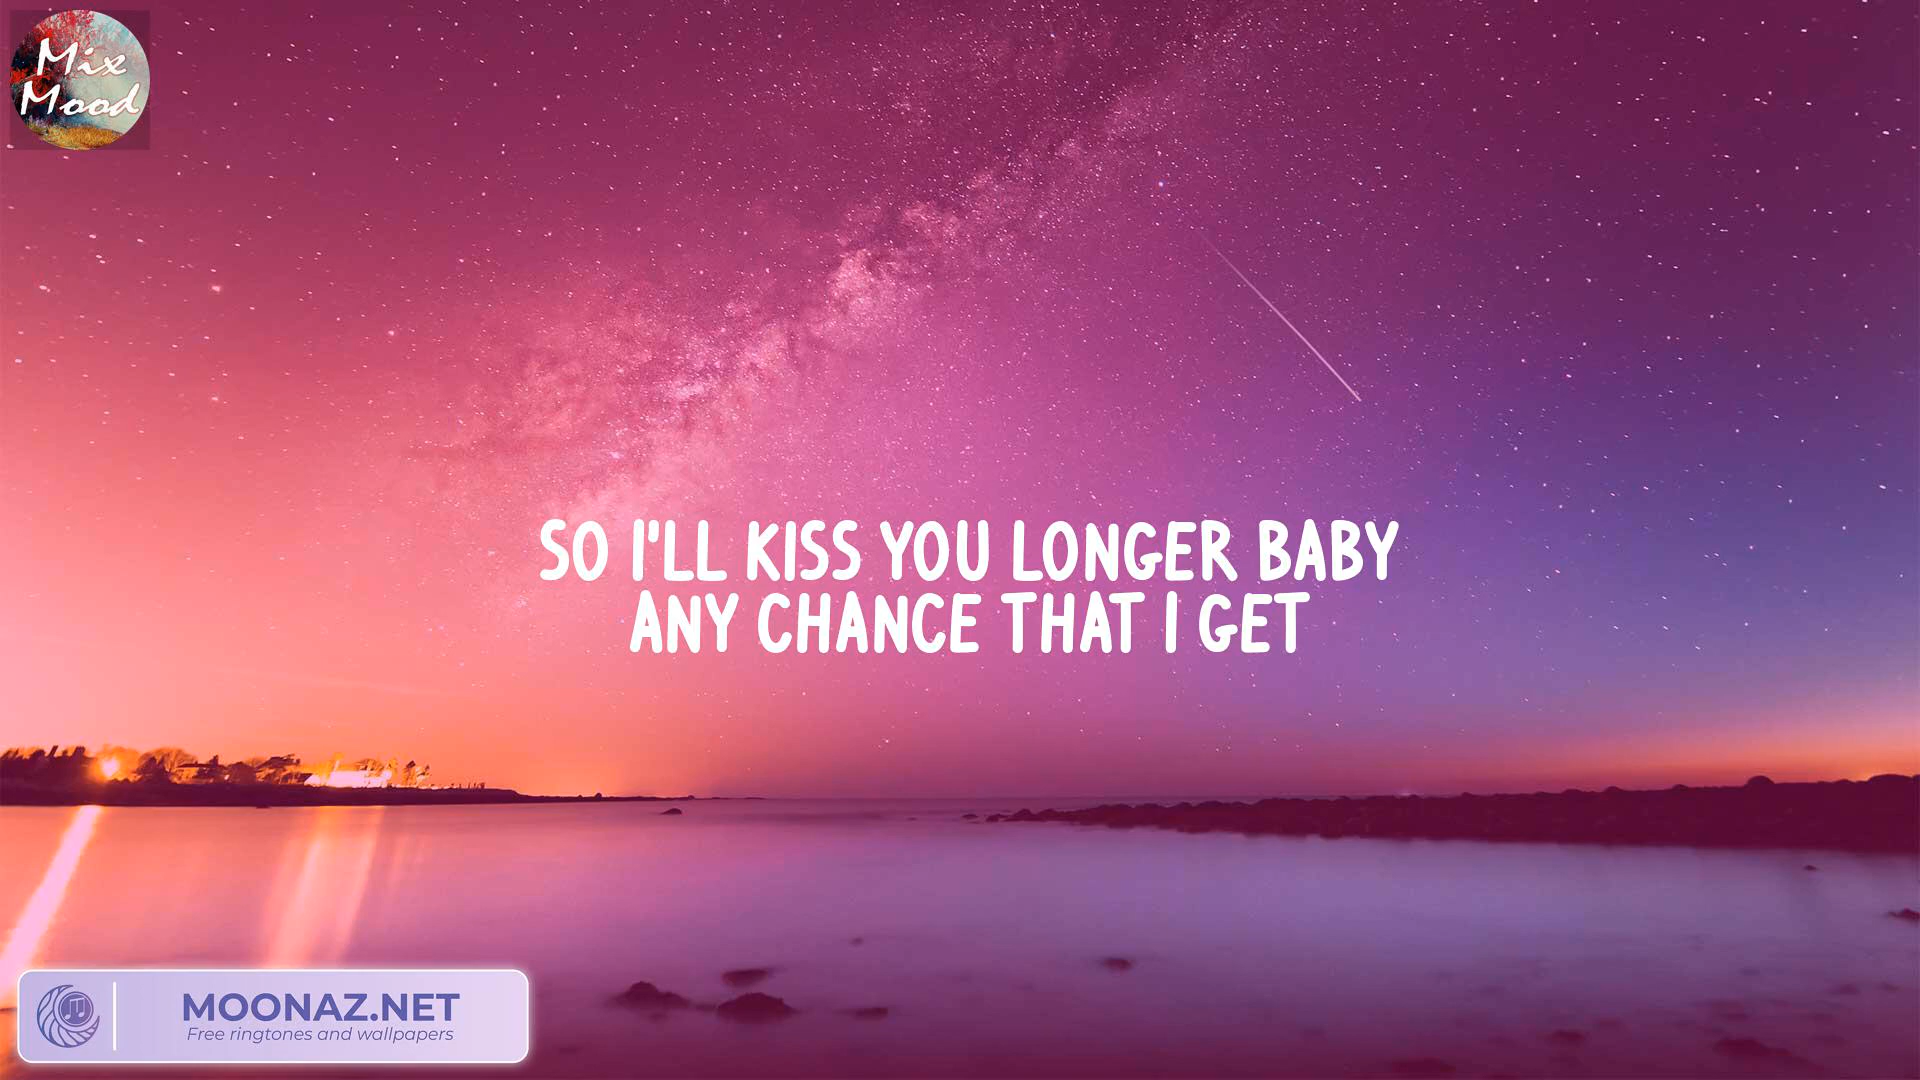 Mix
Mood
SO I'LL KISS YOU LONGER BABY
ANY CHANCE THAT I GET
MOONAZ.NET
Free ringtones and wallpapers